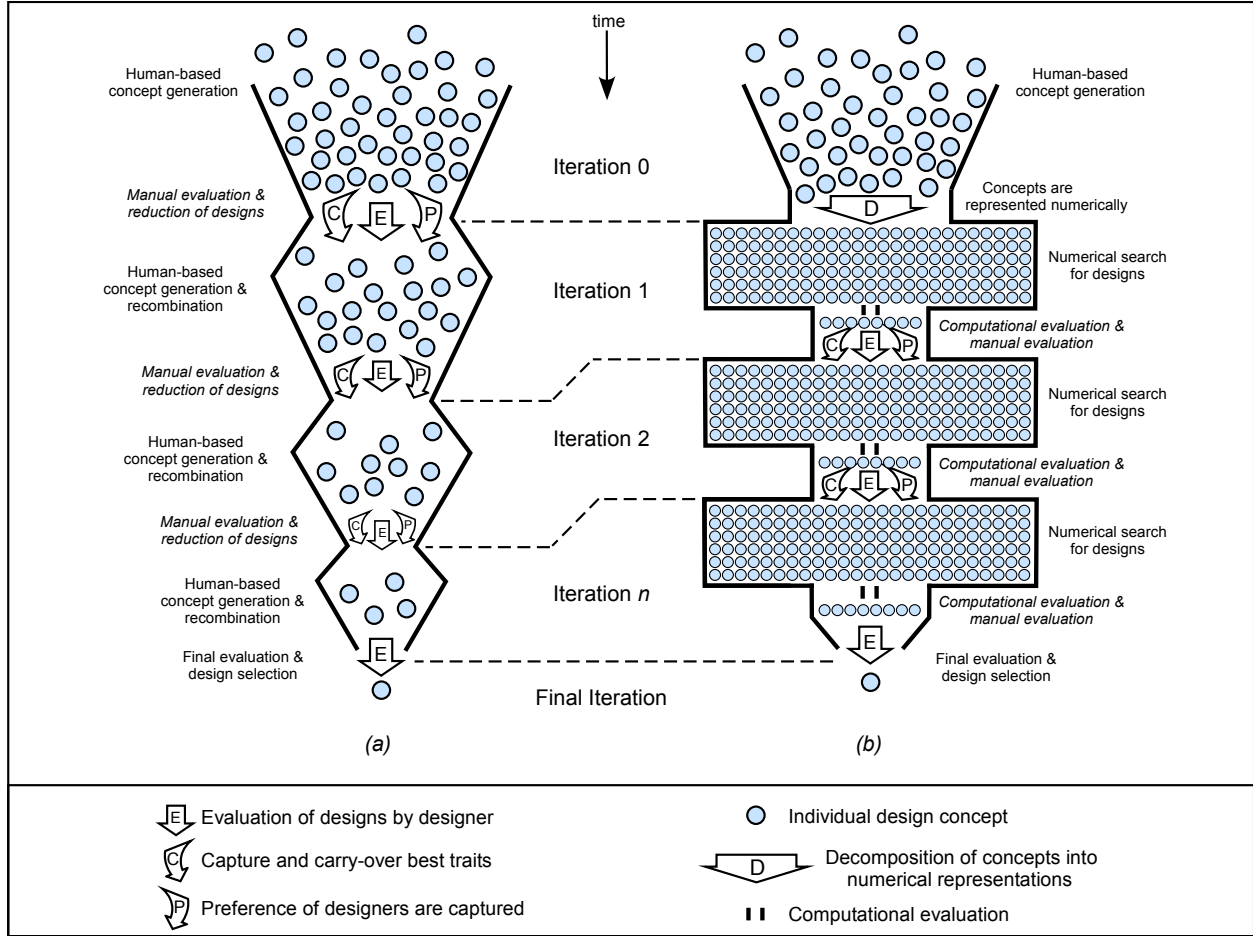 time
Human-based
concept generation
Human-based
concept generation
Iteration 0
Manual evaluation &
reduction of designs
C
E
P
Concepts are
represented numerically
D
Human-based
concept generation &
recombination
Iteration 1
Numerical search
for designs
Computational evaluation &
manual evaluation
C
E
P
Manual evaluation &
reduction of designs
C
E
P
Numerical search
for designs
Human-based
concept generation &
recombination
Iteration 2
Computational evaluation &
manual evaluation
C
E
P
Manual evaluation &
reduction of designs
C
E
P
Numerical search
for designs
Human-based
concept generation &
recombination
Iteration n
Computational evaluation &
manual evaluation
Final evaluation &
design selection
E
E
Final evaluation &
design selection
Final Iteration
(a)
(b)
E Evaluation of designs by designer
C Capture and carry-over best traits
P Preference of designers are captured
Individual design concept
D Decomposition of concepts into
numerical representations
Computational evaluation